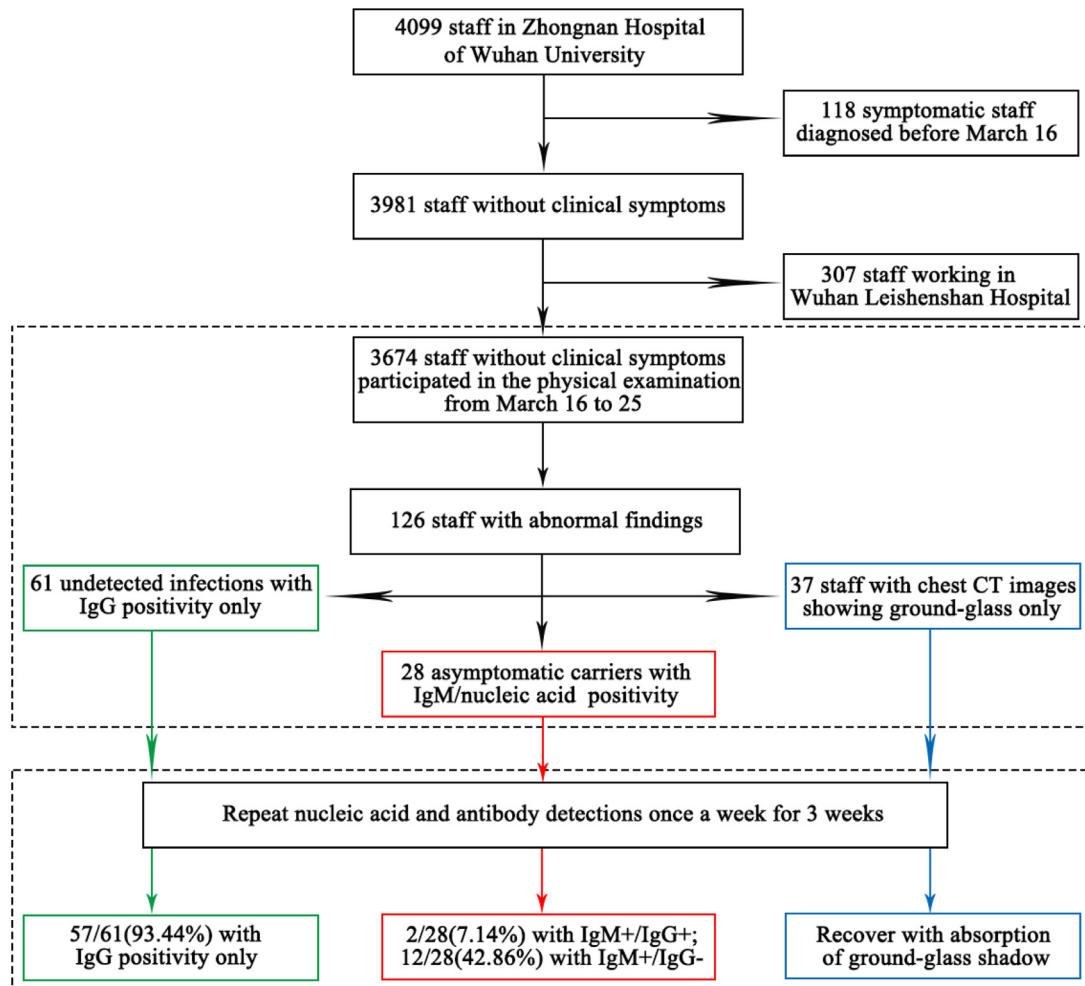 4099 staff in Zhongnan Hospital
of Wuhan University
118 symptomatic staff
diagnosed before March 16
3981 staff without clinical symptoms
307 staff working in
Wuhan Leishenshan Hospital
3674 staff without clinical symptoms
participated in the physical examination
from March 16 to 25
126 staff with abnormal findings
61 undetected infections with
IgG positivity only
37 staff with chest CT images
showing ground-glass only
28 asymptomatic carriers with
IgM/nucleic acid positivity
Repeat nucleic acid and antibody detections once a week for 3 weeks
57/61(93.44%) with
IgG positivity only
2/28(7.14%) with IgM+/IgG+;
12/28(42.86%) with IgM+/IgG-
Recover with absorption
of ground-glass shadow